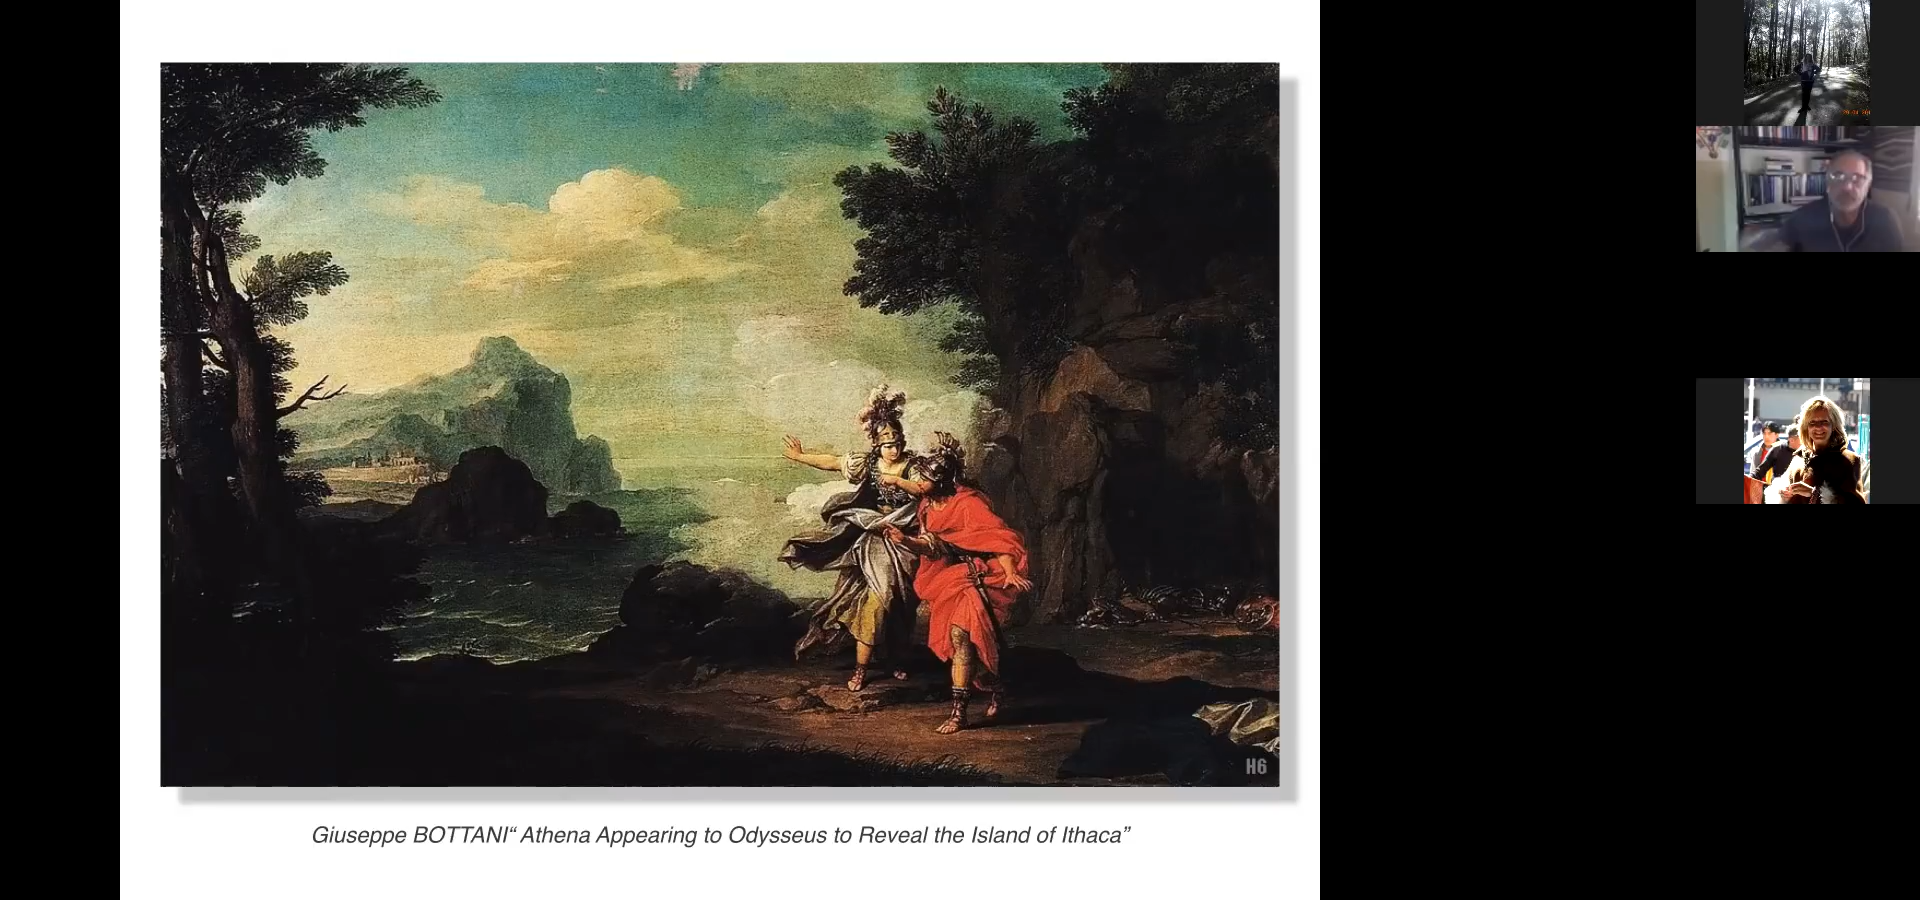 H6
Giuseppe BOTTANI“ Athena Appearing to Odysseus to Reveal the Island of Ithaca”